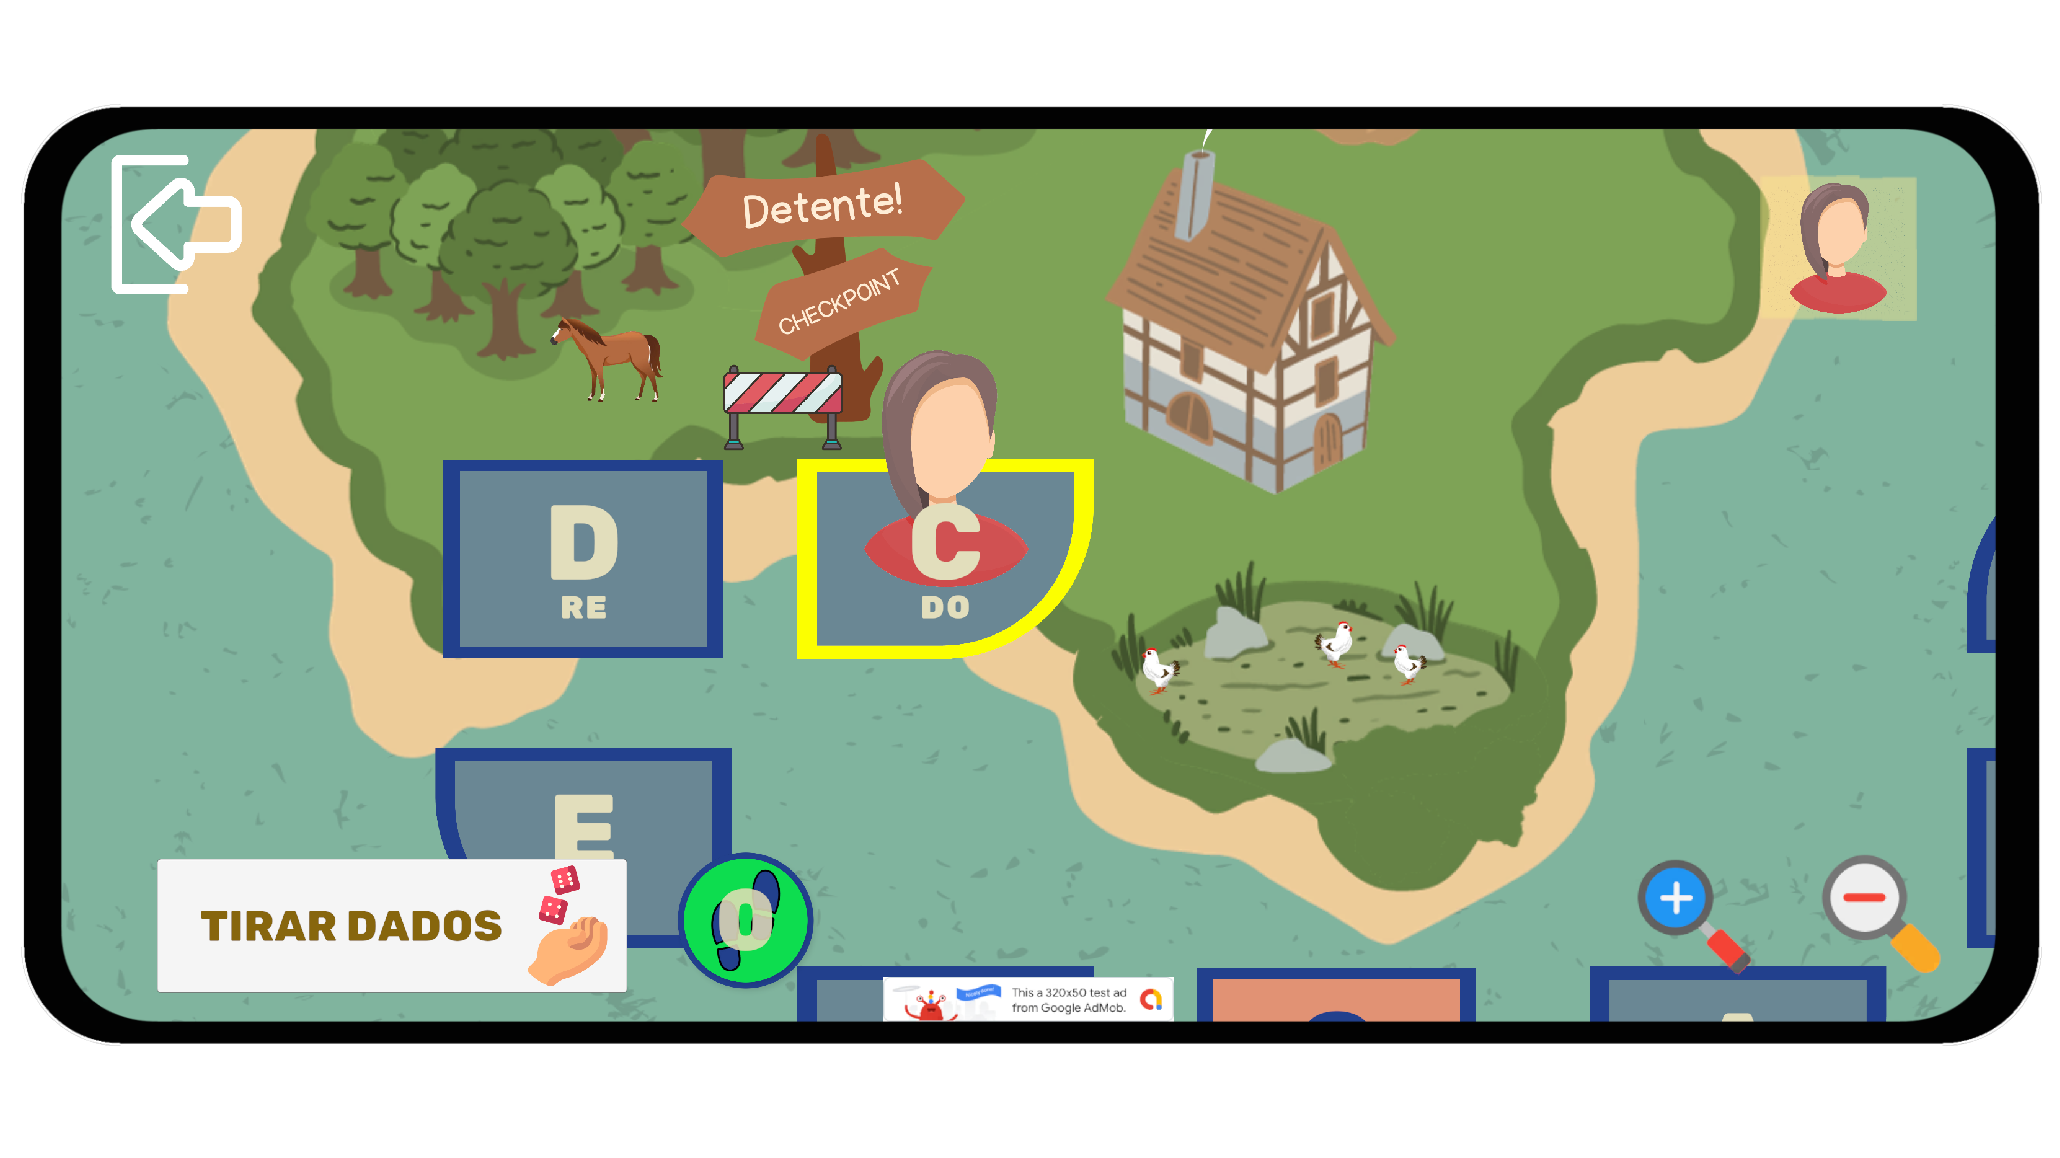 Detente!
CHECKPOINT
D
RE
C
DO
E
TIRAR DADOS
0
This a 320x50 test ad
from Google AdMob.